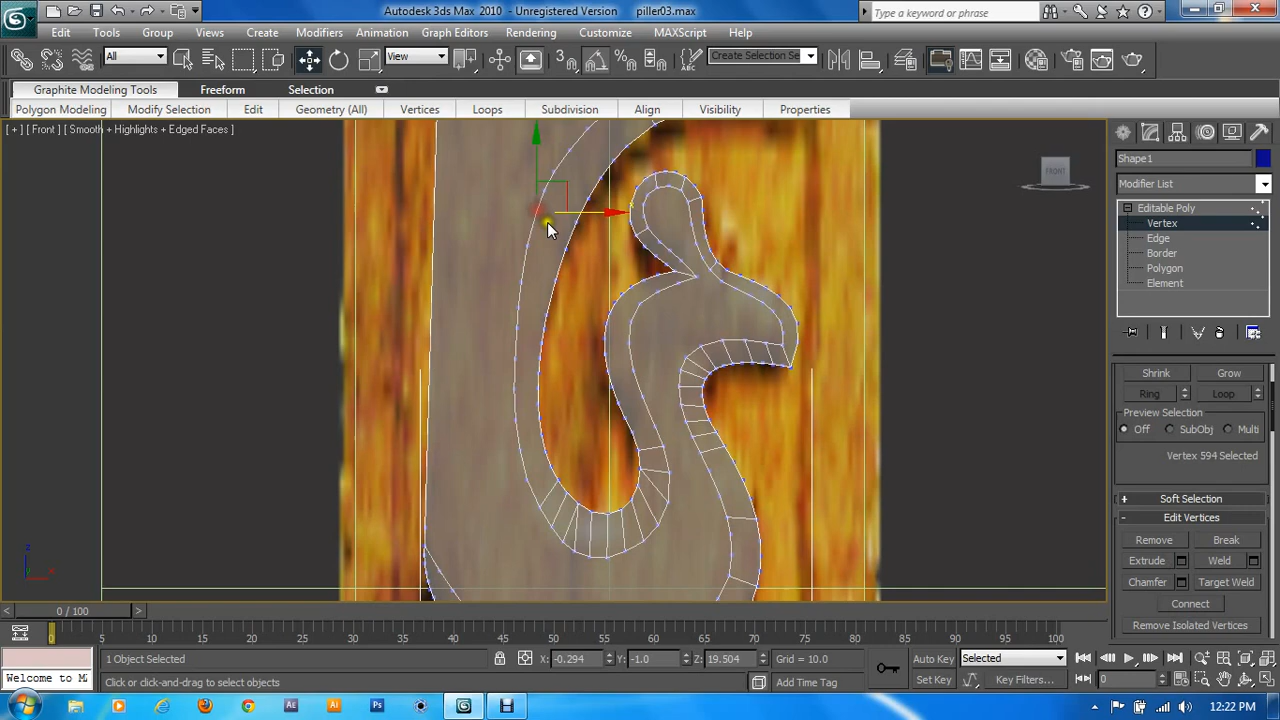 Autodesk 3ds Max 2010 - Unregistered Version piller03.max
Type a keyword or phrase
Edit Tools Group Views Create Modifiers Animation Graph Editors Rendering Customize MAXScript Help
All View Create Selection Se
Graphite Modeling Tools Freeform Selection
Polygon Modeling Modify Selection Edit Geometry (All) Vertices Loops Subdivision Align Visibility Properties
[ + ] [ Front ] [ Smooth + Highlights + Edged Faces ]
FRONT
Shape1
Modifier List
Editable Poly
Vertex
Edge
Border
Polygon
Element
Shrink Grow
Ring Loop
Preview Selection
Off SubObj Multi
Vertex 594 Selected
+ Soft Selection
- Edit Vertices
Remove Break
Extrude Weld
Chamfer Target Weld
Connect
Remove Isolated Vertices
z
x
0 / 100
0 5 10 15 20 25 30 35 40 45 50 55 60 65 70 75 80 85 90 95 100
1 Object Selected X: -0.294 Y: -1.0 Z: 19.504 Grid = 10.0 Auto Key Selected
Welcome to M Click or click-and-drag to select objects Add Time Tag Set Key Key Filters... 0
Ae Ai Ps
12:22 PM